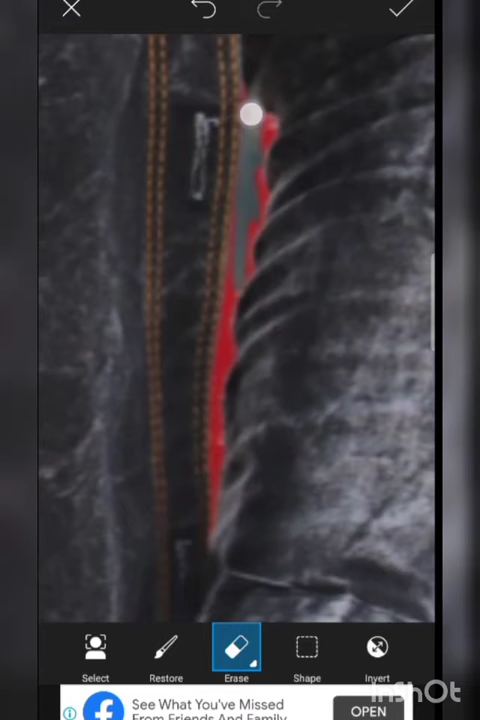 Select Restore Erase Shape Invert
InShOt
See What You've Missed
From Friends And Family
OPEN